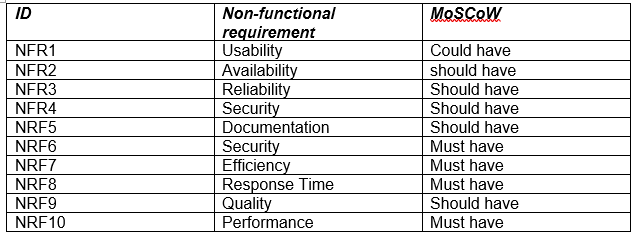 ID Non-functional requirement MoSCoW
NFR1 Usability Could have
NFR2 Availability should have
NFR3 Reliability Should have
NFR4 Security Should have
NRF5 Documentation Should have
NRF6 Security Must have
NRF7 Efficiency Must have
NRF8 Response Time Must have
NRF9 Quality Should have
NRF10 Performance Must have